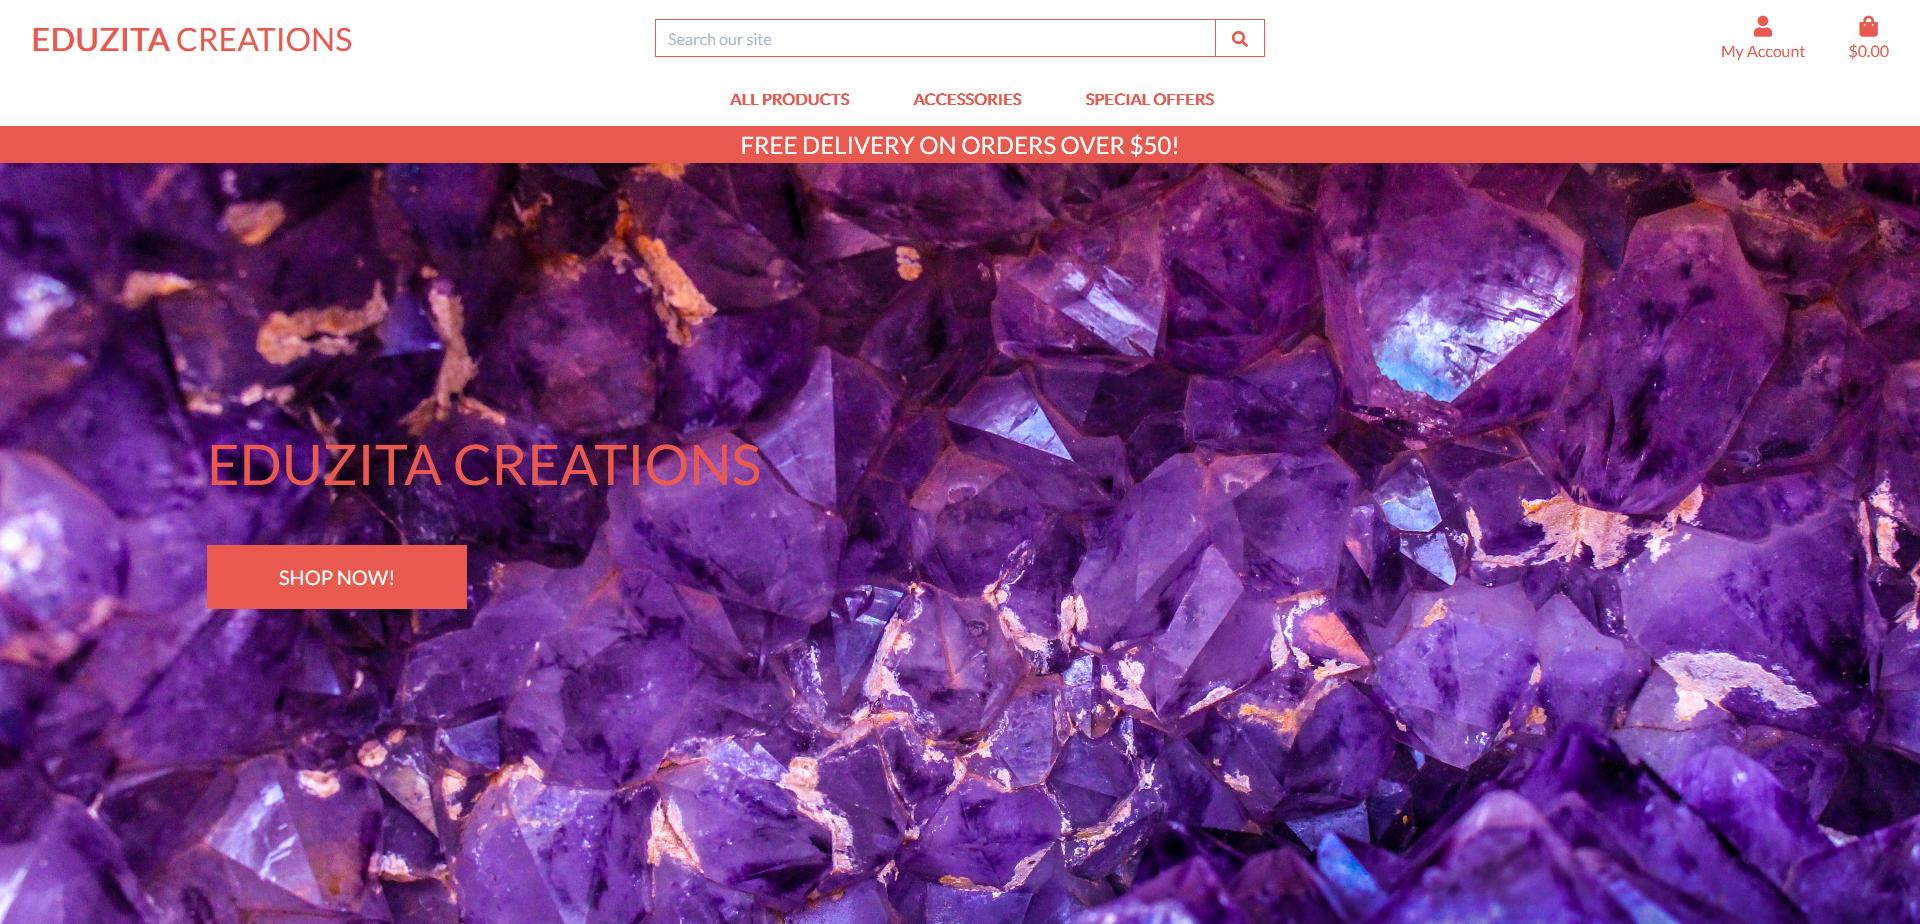 EDUZITA CREATIONS
Search our site
My Account
$0.00
ALL PRODUCTS
ACCESSORIES
SPECIAL OFFERS
FREE DELIVERY ON ORDERS OVER $50!
EDUZITA CREATIONS
SHOP NOW!